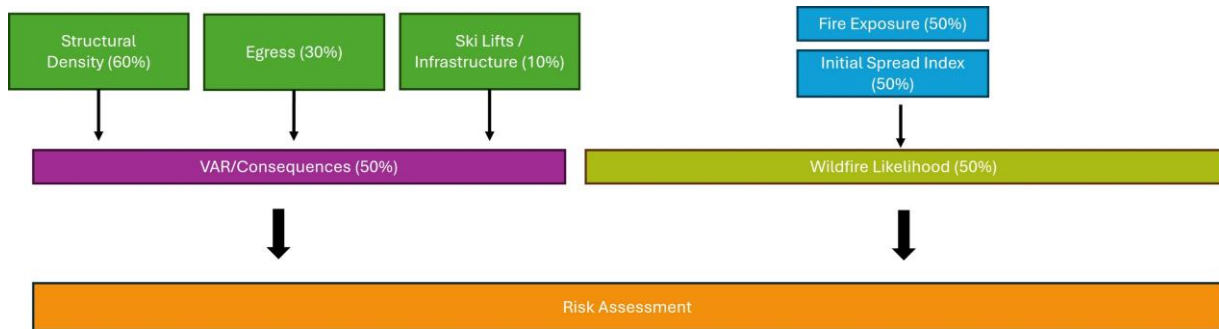 Structural
Density (60%)
Egress (30%)
Ski Lifts /
Infrastructure (10%)
Fire Exposure (50%)
Initial Spread Index
(50%)
VAR/Consequences (50%)
Wildfire Likelihood (50%)
Risk Assessment